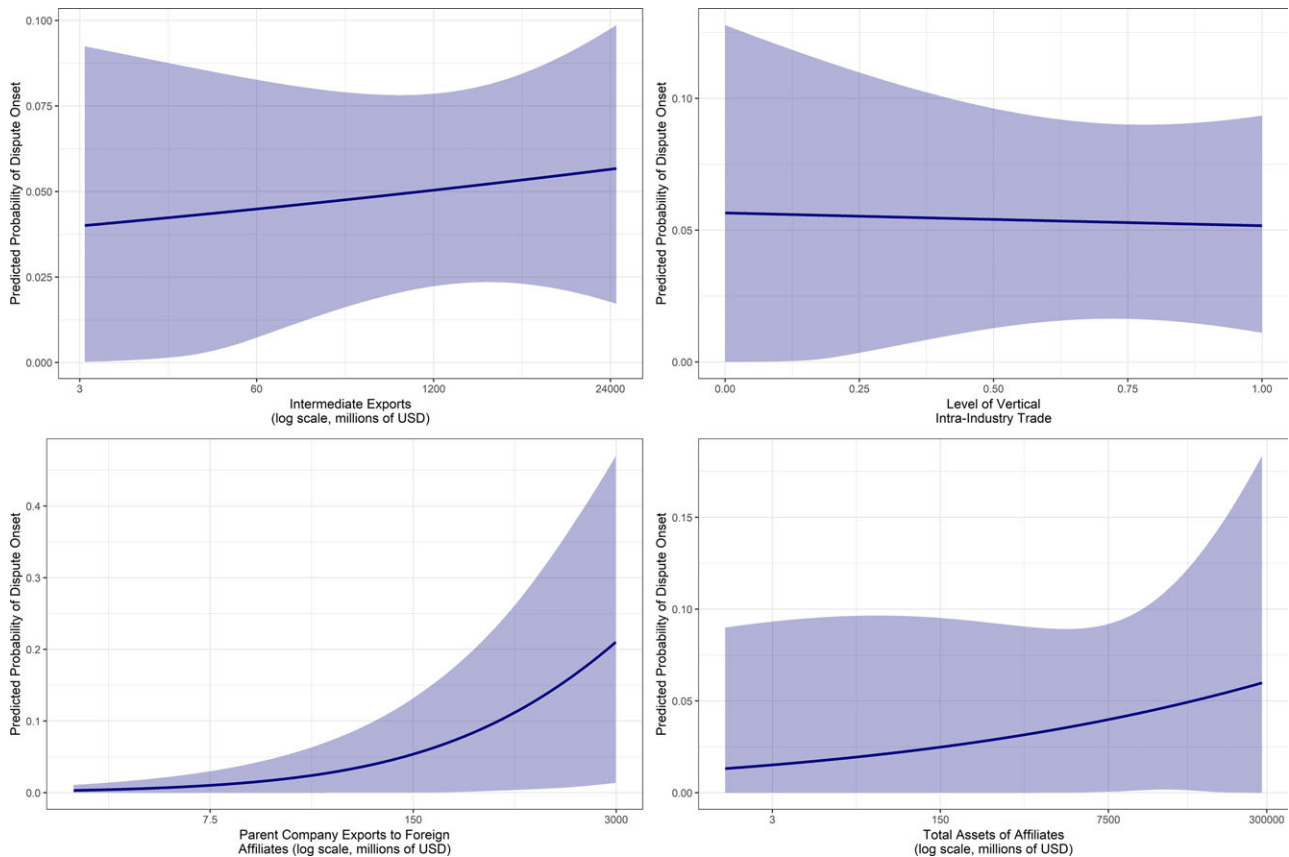 Predicted Probability of Dispute Onset
0.100
0.075
0.050
0.025
0.000
3
60
1200
24000
Intermediate Exports
(log scale, millions of USD)
Predicted Probability of Dispute Onset
0.10
0.05
0.00
0.00
0.25
0.50
0.75
1.00
Level of Vertical
Intra-Industry Trade
Predicted Probability of Dispute Onset
0.4
0.3
0.2
0.1
0.0
7.5
150
3000
Parent Company Exports to Foreign
Affiliates (log scale, millions of USD)
Predicted Probability of Dispute Onset
0.15
0.10
0.05
0.00
3
150
7500
300000
Total Assets of Affiliates
(log scale, millions of USD)